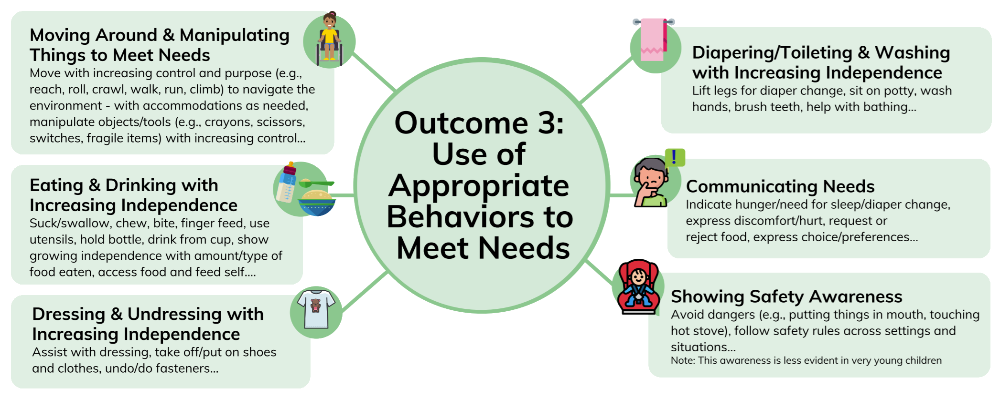 Moving Around & Manipulating
Things to Meet Needs
Move with increasing control and purpose (e.g.,
reach, roll, crawl, walk, run, climb) to navigate the
environment - with accommodations as needed,
manipulate objects/tools (e.g., crayons, scissors,
switches, fragile items) with increasing control...
Eating & Drinking with
Increasing Independence
Suck/swallow, chew, bite, finger feed, use
utensils, hold bottle, drink from cup, show
growing independence with amount/type of
food eaten, access food and feed self....
Dressing & Undressing with
Increasing Independence
Assist with dressing, take off/put on shoes
and clothes, undo/do fasteners...
Outcome 3:
Use of
Appropriate
Behaviors to
Meet Needs
Diapering/Toileting & Washing
with Increasing Independence
Lift legs for diaper change, sit on potty, wash
hands, brush teeth, help with bathing...
!
Communicating Needs
Indicate hunger/need for sleep/diaper change,
express discomfort/hurt, request or
reject food, express choice/preferences...
Showing Safety Awareness
Avoid dangers (e.g., putting things in mouth, touching
hot stove), follow safety rules across settings and
situations...
Note: This awareness is less evident in very young children